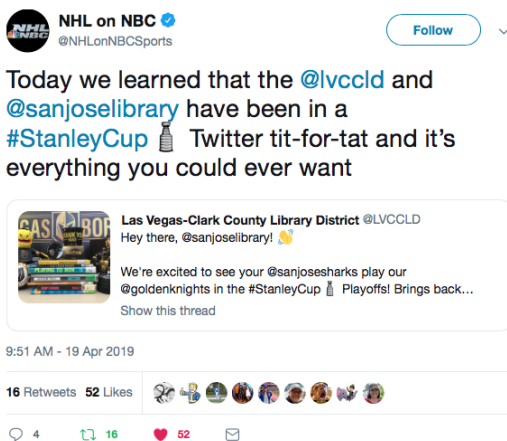 NHL on NBC
@NHLonNBCSports
Follow
Today we learned that the @lvccld and
@sanjoselibrary have been in a
#StanleyCup Twitter tit-for-tat and it's
everything you could ever want
Las Vegas-Clark County Library District @LVCCLD
Hey there, @sanjoselibrary! 👋
We're excited to see your @sanjosesharks play our
@goldenknights in the #StanleyCup Playoffs! Brings back...
Show this thread
9:51 AM - 19 Apr 2019
16 Retweets 52 Likes
4 16 52